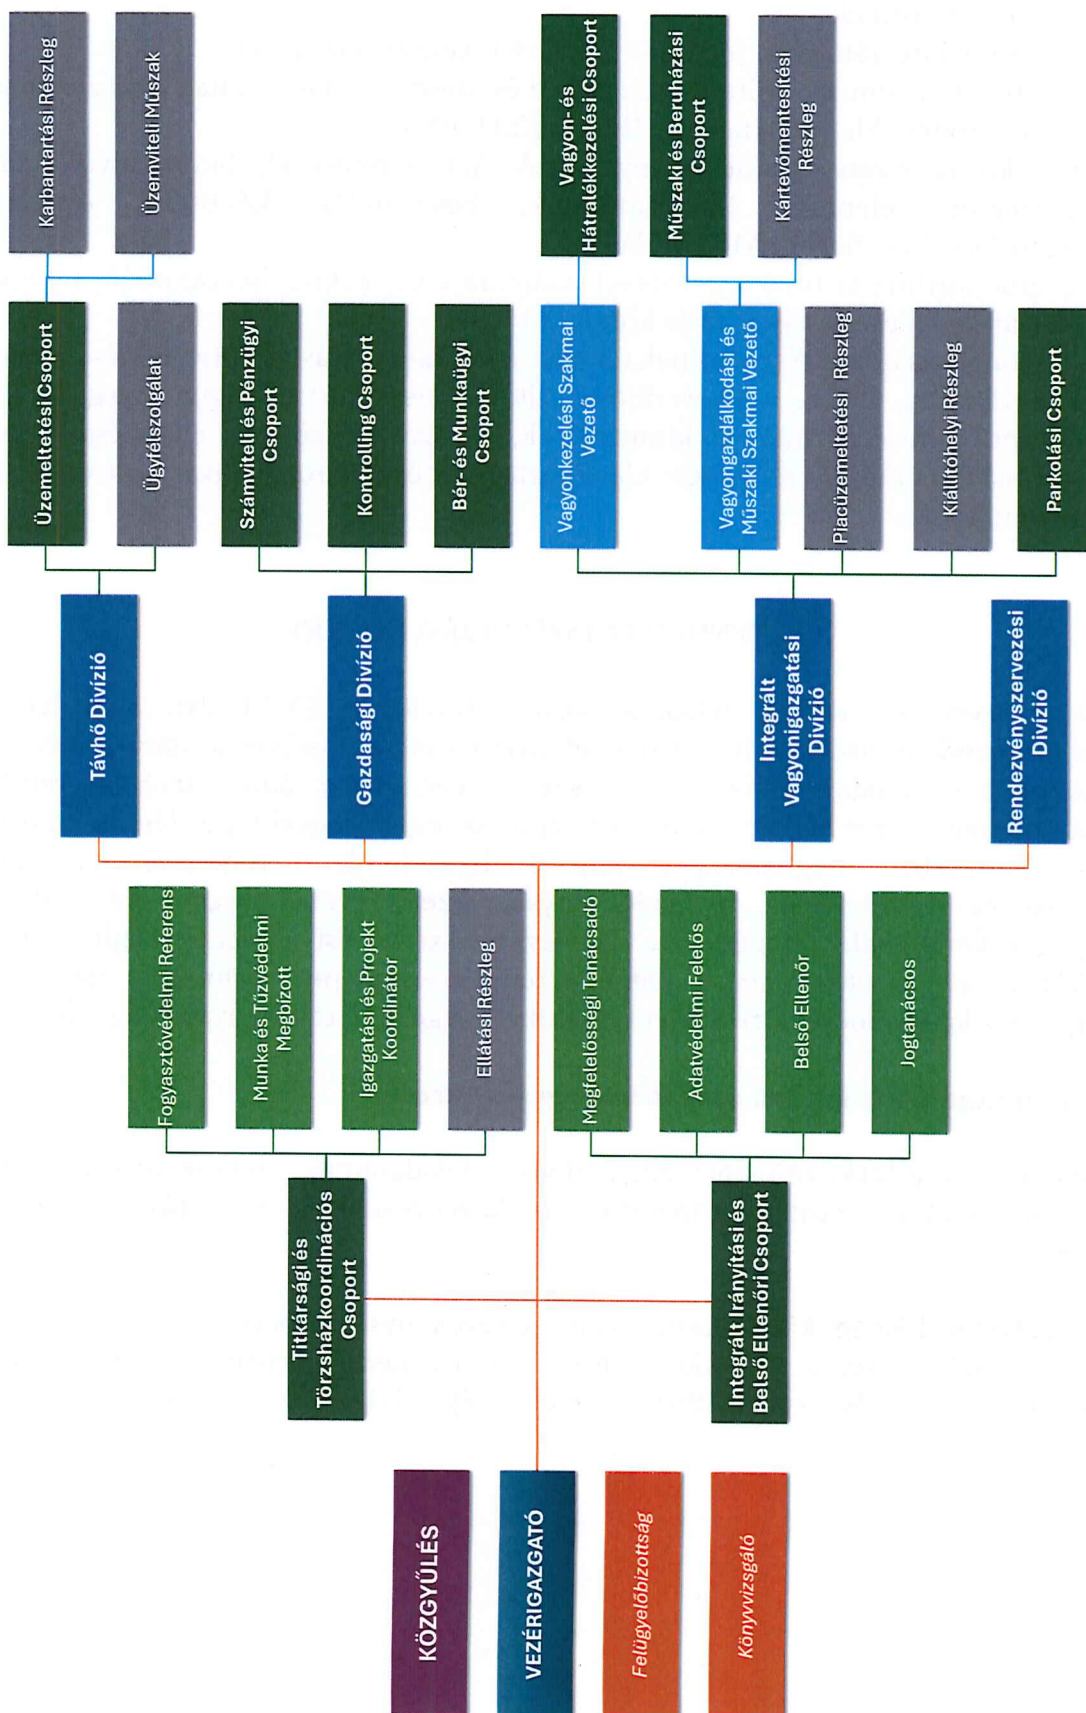 KÖZGYŰLÉS
VEZÉRIGAZGATÓ
Felügyelőbizottság
Könyvvizsgáló
Titkársági és
Törzsházkoordinációs
Csoport
Integrált Irányítási és
Belső Ellenőri Csoport
Fogyasztóvédelmi Referens
Munka és Tűzvédelmi
Megbízott
Igazgatási és Projekt
Koordinátor
Ellátási Részleg
Megfelelősségi Tanácsadó
Adatvédelmi Felelős
Belső Ellenőr
Jogtanácsos
Távhő Divízió
Gazdasági Divízió
Integrált
Vagyonigazgatási
Divízió
Rendezvényszervezési
Divízió
Üzemeltetési Csoport
Ügyfélszolgálat
Számviteli és Pénzügyi
Csoport
Kontrolling Csoport
Bér- és Munkaügyi
Csoport
Vagyonkezelési Szakmai
Vezető
Vagyongazdálkodási és
Műszaki Szakmai Vezető
Piacüzemeltetési Részleg
Kiállítóhelyi Részleg
Parkolási Csoport
Karbantartási Részleg
Üzemviteli Műszak
Vagyon- és
Hátralékkezelési Csoport
Műszaki és Beruházási
Csoport
Kártevőmentesítési
Részleg